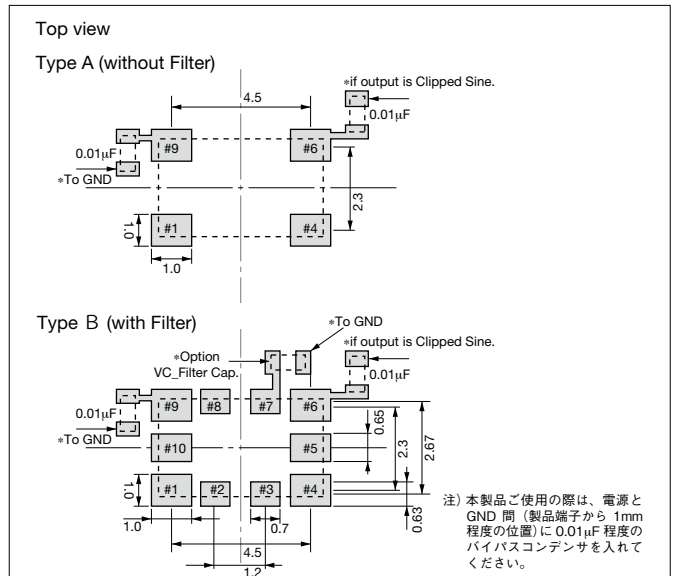 Top view
Type A (without Filter)
*if output is Clipped Sine.
4.5
0.01μF
#9
#6
0.01μF
*To GND
2.3
1.0
#1
#4
1.0
Type B (with Filter)
*To GND
*Option
VC_Filter Cap.
*if output is Clipped Sine.
0.01μF
#9
#8
#7
#6
0.01μF
*To GND
#10
#5
0.65
2.3
2.67
1.0
#1
#2
#3
#4
1.0
0.7
0.63
4.5
1.2
注) 本製品ご使用の際は、電源と
GND 間（製品端子から 1mm
程度の位置）に 0.01μF 程度の
バイパスコンデンサを入れて
ください。